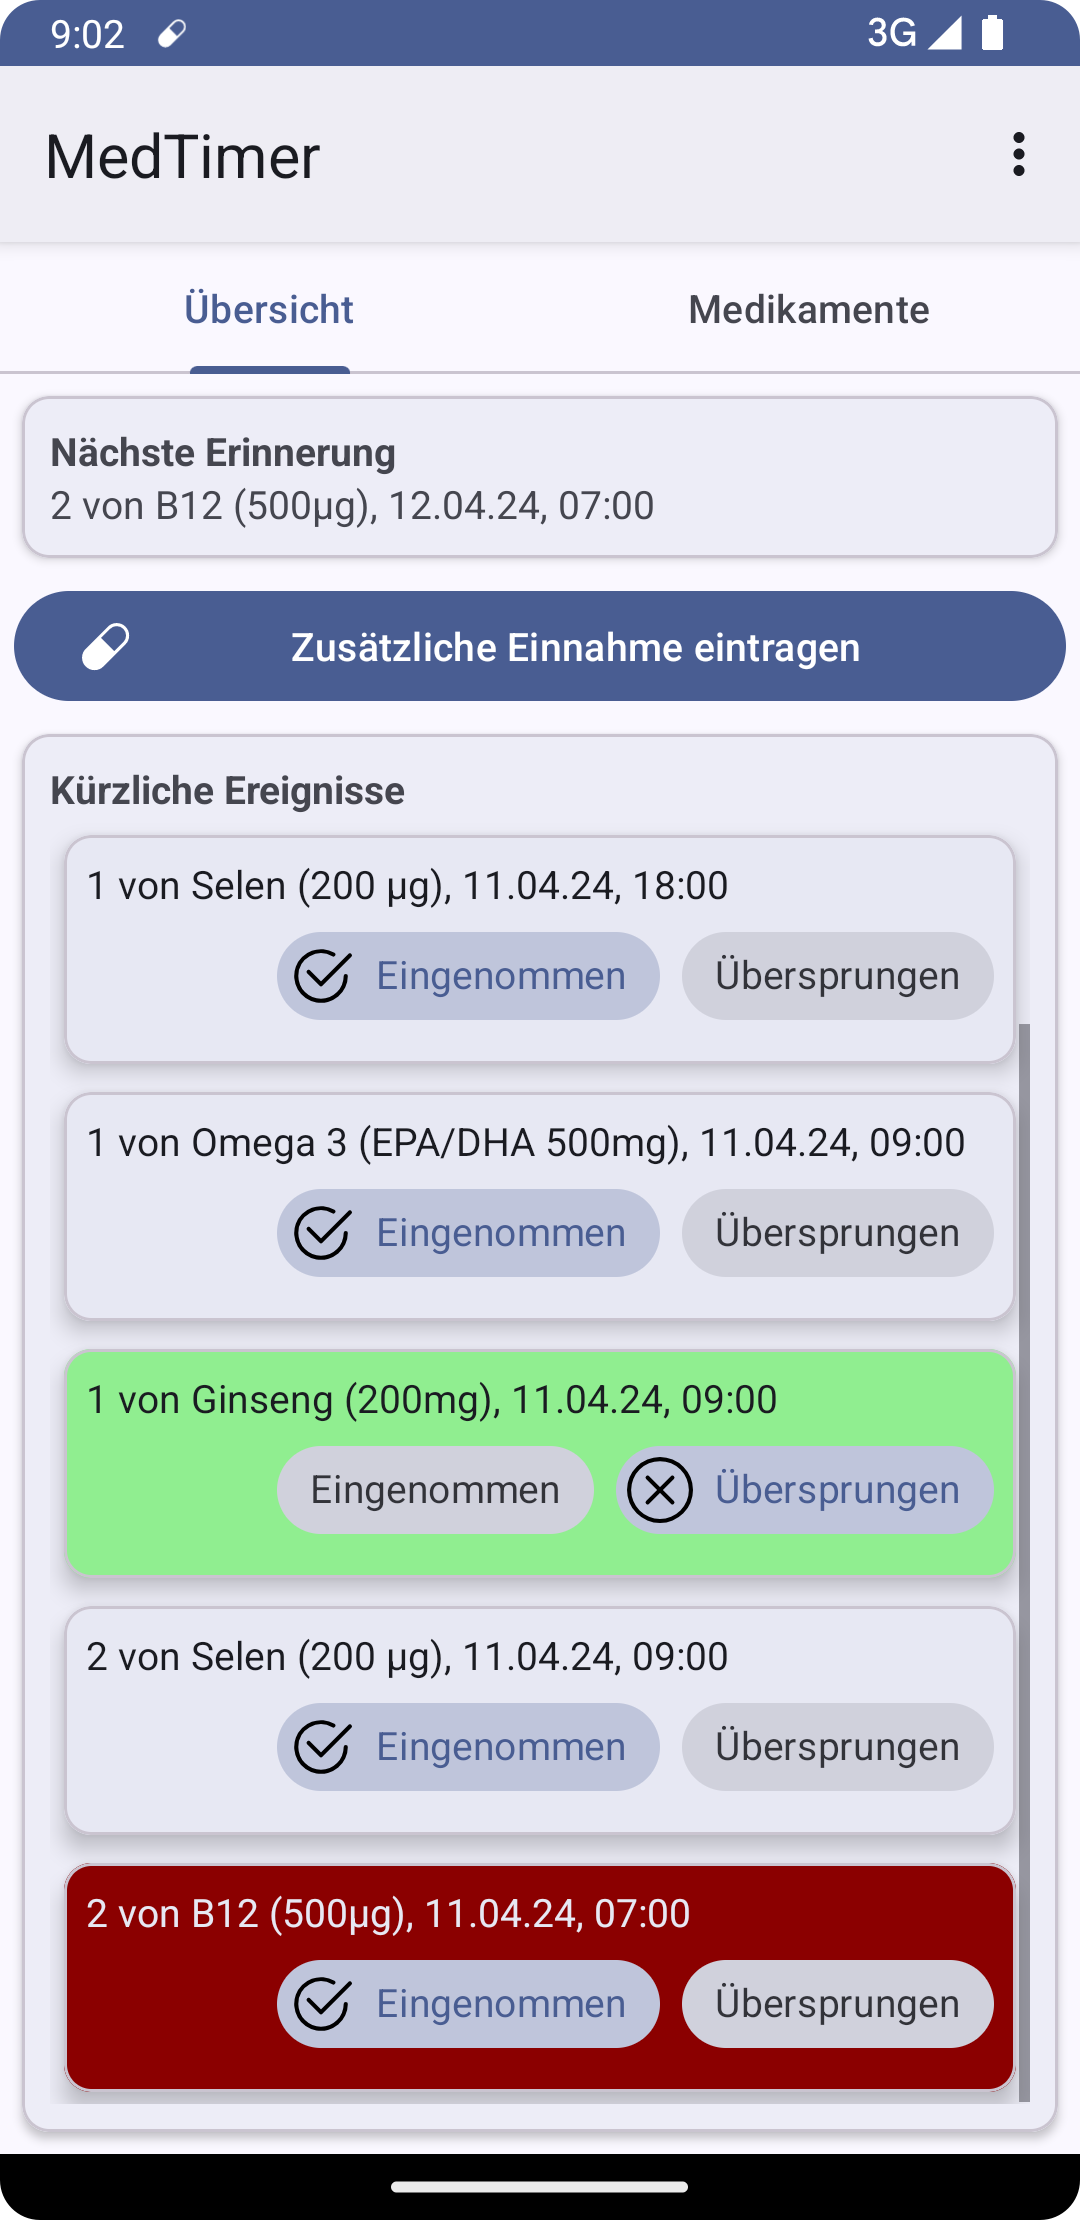 9:02
3G
MedTimer
Übersicht
Medikamente
Nächste Erinnerung
2 von B12 (500µg), 12.04.24, 07:00
Zusätzliche Einnahme eintragen
Kürzliche Ereignisse
1 von Selen (200 µg), 11.04.24, 18:00
Eingenommen
Übersprungen
1 von Omega 3 (EPA/DHA 500mg), 11.04.24, 09:00
Eingenommen
Übersprungen
1 von Ginseng (200mg), 11.04.24, 09:00
Eingenommen
Übersprungen
2 von Selen (200 µg), 11.04.24, 09:00
Eingenommen
Übersprungen
2 von B12 (500µg), 11.04.24, 07:00
Eingenommen
Übersprungen